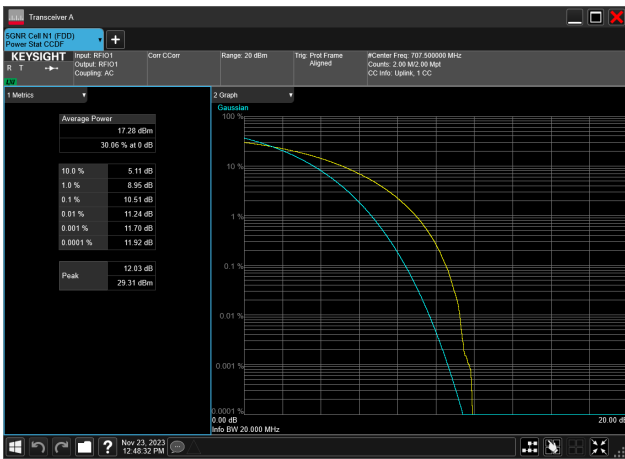 Transceiver A
5GNR Cell N1 (FDD)
Power Stat CCDF
KEYSIGHT
R T
Input: RFIO1
Output: RFIO1
Coupling: AC
Corr CCorr
Range: 20 dBm
Trig: Prot Frame
Aligned
#Center Freq: 707.500000 MHz
Counts: 2.00 M/2.00 Mpt
CC Info: Uplink, 1 CC
1 Metrics
Average Power
17.28 dBm
30.06 % at 0 dB
10.0 % 5.11 dB
1.0 % 8.95 dB
0.1 % 10.51 dB
0.01 % 11.24 dB
0.001 % 11.70 dB
0.0001 % 11.92 dB
Peak
12.03 dB
29.31 dBm
2 Graph
Gaussian
100 %
10 %
1 %
0.1 %
0.01 %
0.001 %
0.0001 %
0.00 dB
20.00 dB
Info BW 20.000 MHz
Nov 23, 2023
12:48:32 PM